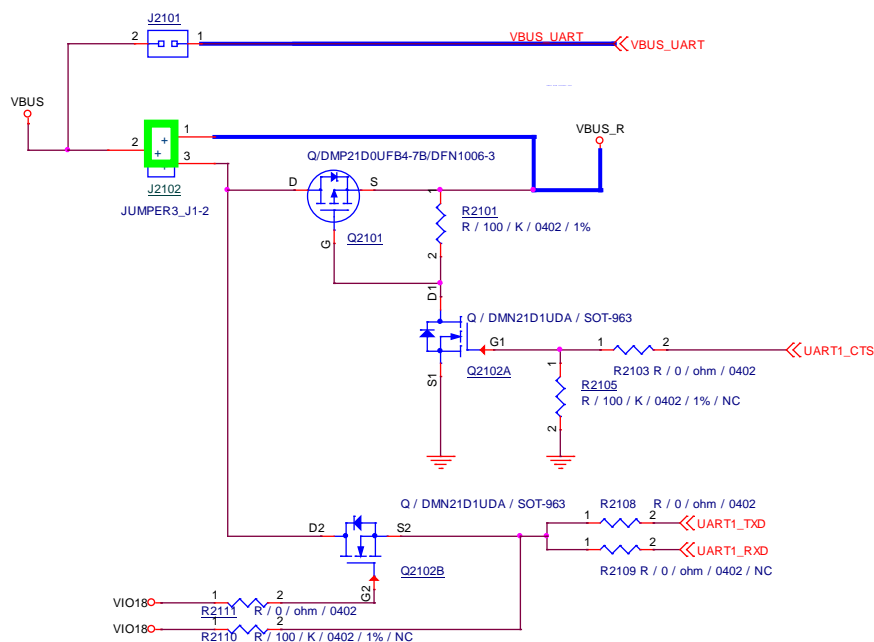 J2101
2 1
VBUS_UART
VBUS_UART
VBUS
VBUS_R
1
2
3
J2102
JUMPER3_J1-2
Q/DMP21D0UFB4-7B/DFN1006-3
D S
G
Q2101
1
R2101
R / 100 / K / 0402 / 1%
2
D1
Q / DMN21D1UDA / SOT-963
G1
S1
Q2102A
1 2
UART1_CTS
R2103 R / 0 / ohm / 0402
1
R2105
R / 100 / K / 0402 / 1% / NC
2
Q / DMN21D1UDA / SOT-963
D2 S2
G2
Q2102B
R2108 R / 0 / ohm / 0402
1 2
UART1_TXD
1 2
UART1_RXD
R2109 R / 0 / ohm / 0402 / NC
VIO18
1 2
R2111 R / 0 / ohm / 0402
VIO18
1 2
R2110 R / 100 / K / 0402 / 1% / NC